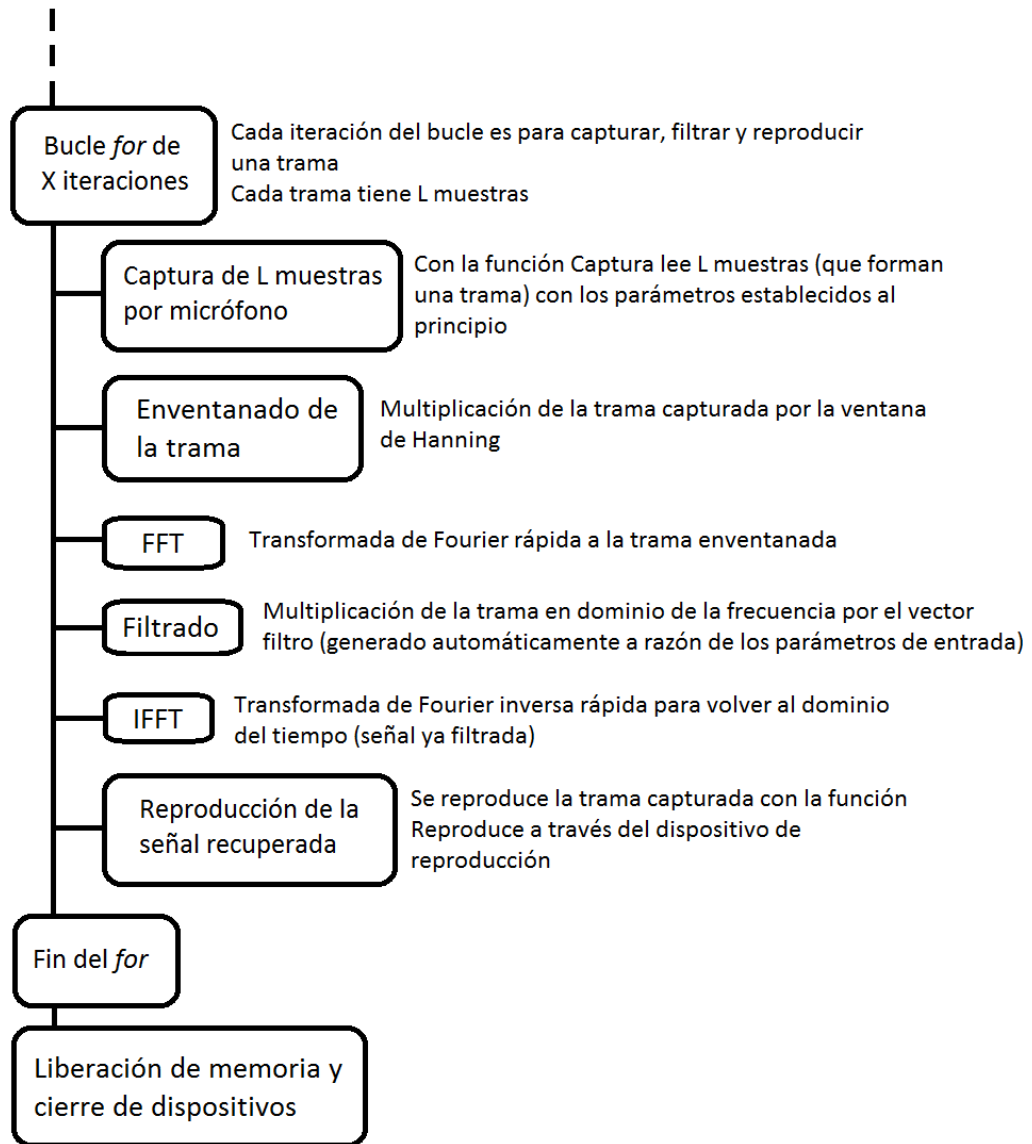 Bucle for de
X iteraciones
Cada iteración del bucle es para capturar, filtrar y reproducir
una trama
Cada trama tiene L muestras
Captura de L muestras
por micrófono
Con la función Captura lee L muestras (que forman
una trama) con los parámetros establecidos al
principio
Enventanado de
la trama
Multiplicación de la trama capturada por la ventana
de Hanning
FFT
Transformada de Fourier rápida a la trama enventanada
Filtrado
Multiplicación de la trama en dominio de la frecuencia por el vector
filtro (generado automáticamente a razón de los parámetros de entrada)
IFFT
Transformada de Fourier inversa rápida para volver al dominio
del tiempo (señal ya filtrada)
Reproducción de la
señal recuperada
Se reproduce la trama capturada con la función
Reproduce a través del dispositivo de
reproducción
Fin del for
Liberación de memoria y
cierre de dispositivos